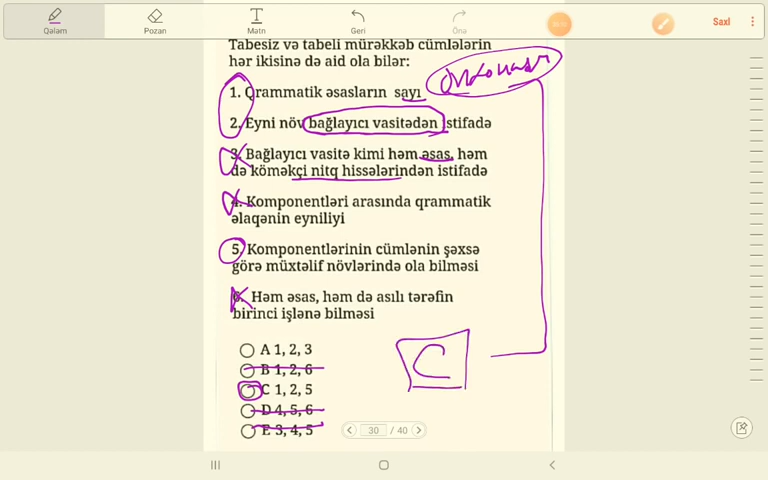 Qələm
Pozan
Mətn
Geri
Önə
Saxl
Tabesiz və tabeli mürəkkəb cümlələrin
hər ikisinə də aid ola bilər:
1. Qrammatik əsasların sayı
2. Eyni növ bağlayıcı vasitədən istifadə
3. Bağlayıcı vasitə kimi həm əsas, həm
də köməkçi nitq hissələrindən istifadə
4. Komponentləri arasında qrammatik
əlaqənin eyniliyi
5. Komponentlərinin cümlənin şəxsə
görə müxtəlif növlərində ola bilməsi
6. Həm əsas, həm də asılı tərəfin
birinci işlənə bilməsi
A 1, 2, 3
B 1, 2, 6
C 1, 2, 5
D 4, 5, 6
E 3, 4, 5
C
30 / 40